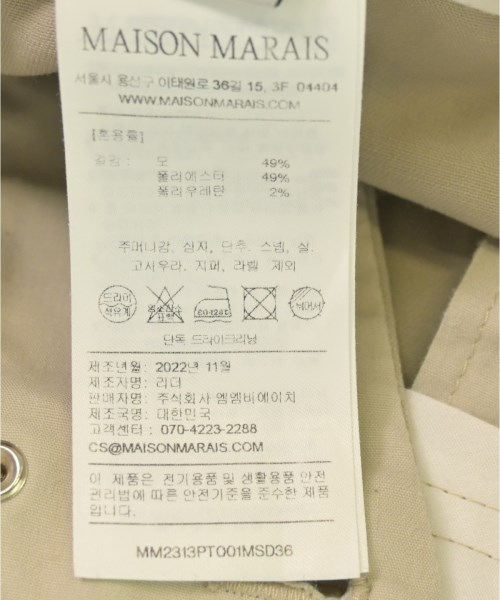 MAISON MARAIS
서울시 용산구 이태원로 36길 15, 3F 04404
WWW.MAISONMARAIS.COM
[혼용률]
겉감 : 모 49%
폴리에스타 49%
폴리우레탄 2%
주머니감, 심지, 단추, 스냅, 실,
고시우라, 지퍼, 라벨 제외
드라이
석유계
단독 드라이크리닝
제조년월: 2022년 11월
제조자명: 리더
판매자명: 주식회사 엠엠비에이치
제조국명: 대한민국
고객센터 : 070-4223-2288
CS@MAISONMARAIS.COM
이 제품은 전기용품 및 생활용품 안전
관리법에 따른 안전기준을 준수한 제품
입니다.
MM2313PT001MSD36